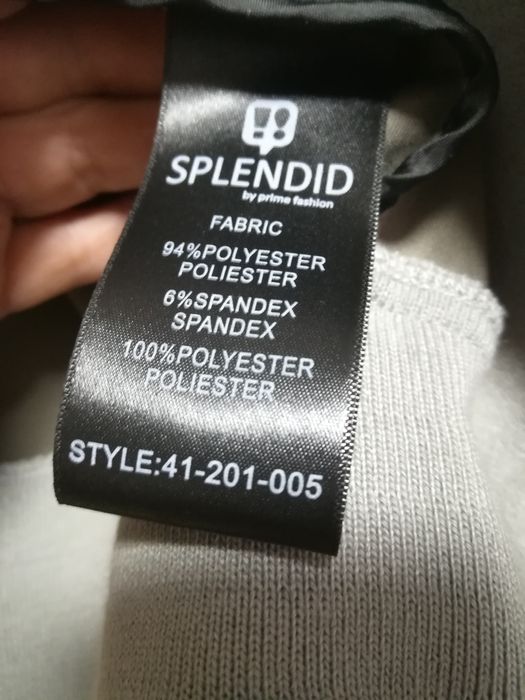 SPLENDID
by prime fashion
FABRIC
94%POLYESTER
POLIESTER
6%SPANDEX
SPANDEX
100%POLYESTER
POLIESTER
STYLE:41-201-005